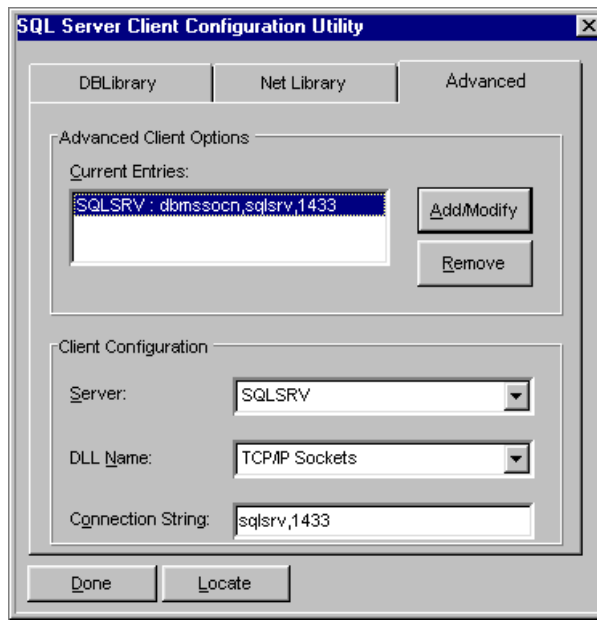 SQL Server Client Configuration Utility
DBLibrary
Net Library
Advanced
Advanced Client Options
Current Entries:
SQLSRV : dbmssocn,sqlsrv,1433
Add/Modify
Remove
Client Configuration
Server:
SQLSRV
DLL Name:
TCP/IP Sockets
Connection String:
sqlsrv,1433
Done
Locate